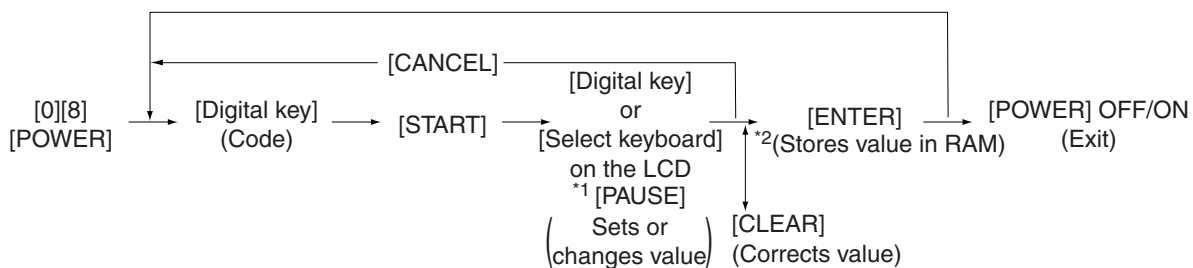 [CANCEL]
[0][8]
[POWER]
[Digital key]
(Code)
[START]
[Digital key]
or
[Select keyboard]
on the LCD
*1 [PAUSE]
(Sets or
changes value)
[ENTER]
*2(Stores value in RAM)
[CLEAR]
(Corrects value)
[POWER] OFF/ON
(Exit)